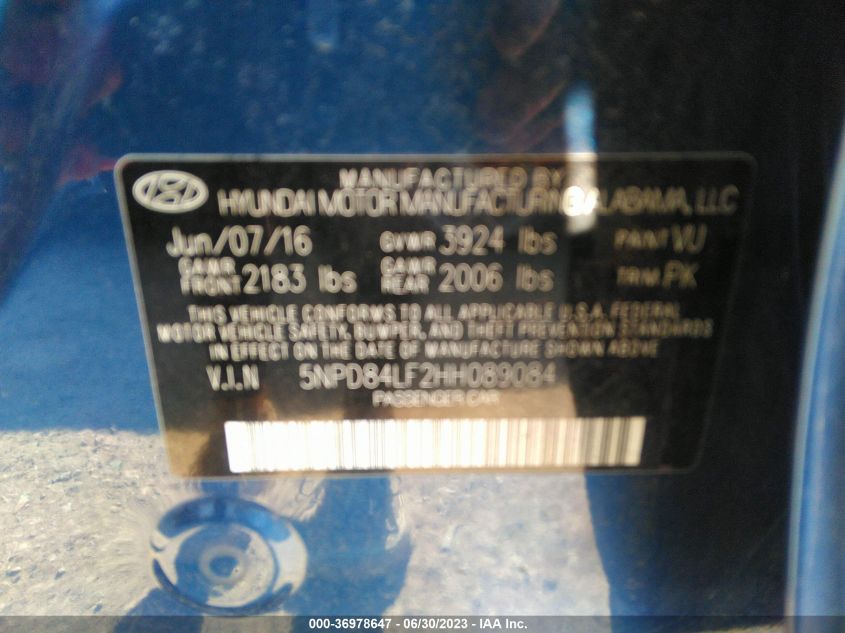 MANUFACTURED BY
HYUNDAI MOTOR MANUFACTURING ALABAMA, LLC
Jun/07/16 GVWR 3924 lbs PAINT VU
GAWR FRONT 2183 lbs GAWR REAR 2006 lbs TRIM PK
THIS VEHICLE CONFORMS TO ALL APPLICABLE U.S.A. FEDERAL
MOTOR VEHICLE SAFETY, BUMPER, AND THEFT PREVENTION STANDARDS
IN EFFECT ON THE DATE OF MANUFACTURE SHOWN ABOVE
V.I.N 5NPD84LF2HH089084
PASSENGER CAR
000-36978647 - 06/30/2023 - IAA Inc.